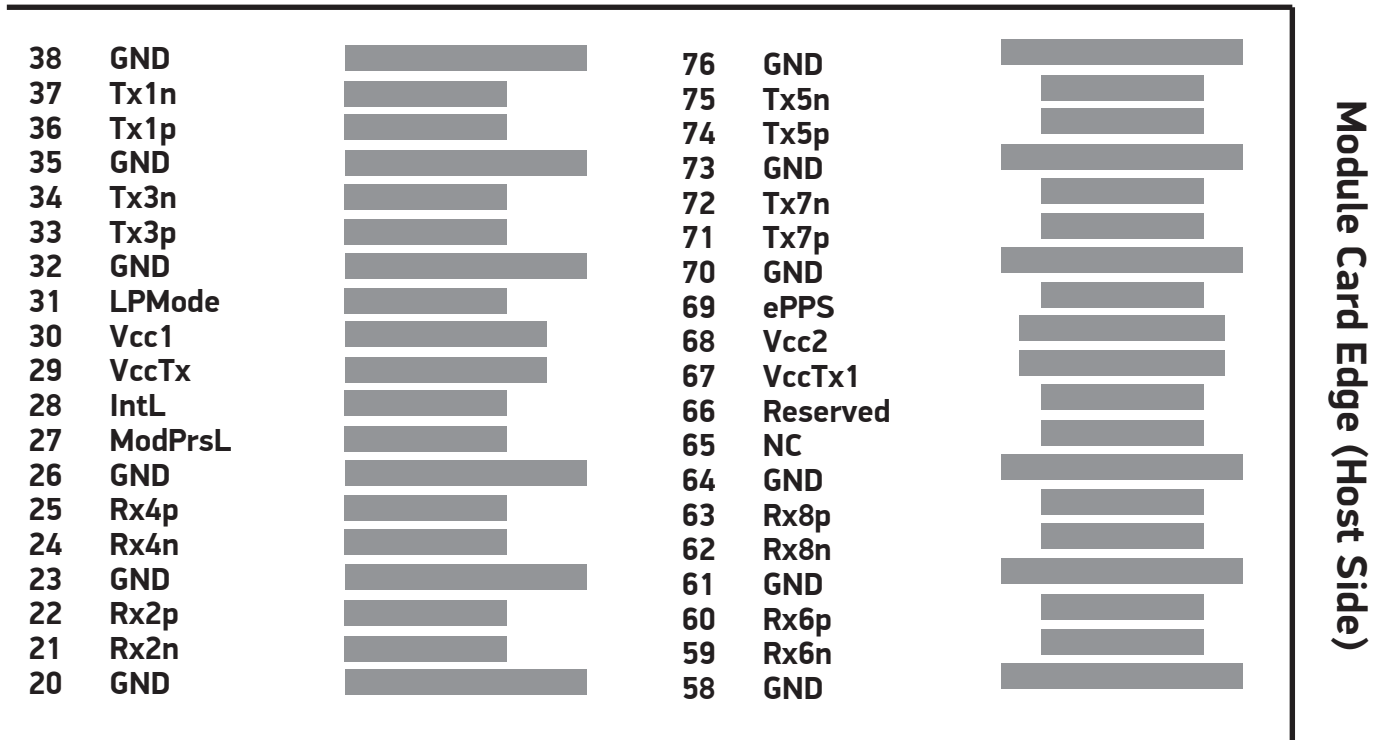 38 GND
37 Tx1n
36 Tx1p
35 GND
34 Tx3n
33 Tx3p
32 GND
31 LPMode
30 Vcc1
29 VccTx
28 IntL
27 ModPrsL
26 GND
25 Rx4p
24 Rx4n
23 GND
22 Rx2p
21 Rx2n
20 GND
76 GND
75 Tx5n
74 Tx5p
73 GND
72 Tx7n
71 Tx7p
70 GND
69 ePPS
68 Vcc2
67 VccTx1
66 Reserved
65 NC
64 GND
63 Rx8p
62 Rx8n
61 GND
60 Rx6p
59 Rx6n
58 GND
Module Card Edge (Host Side)